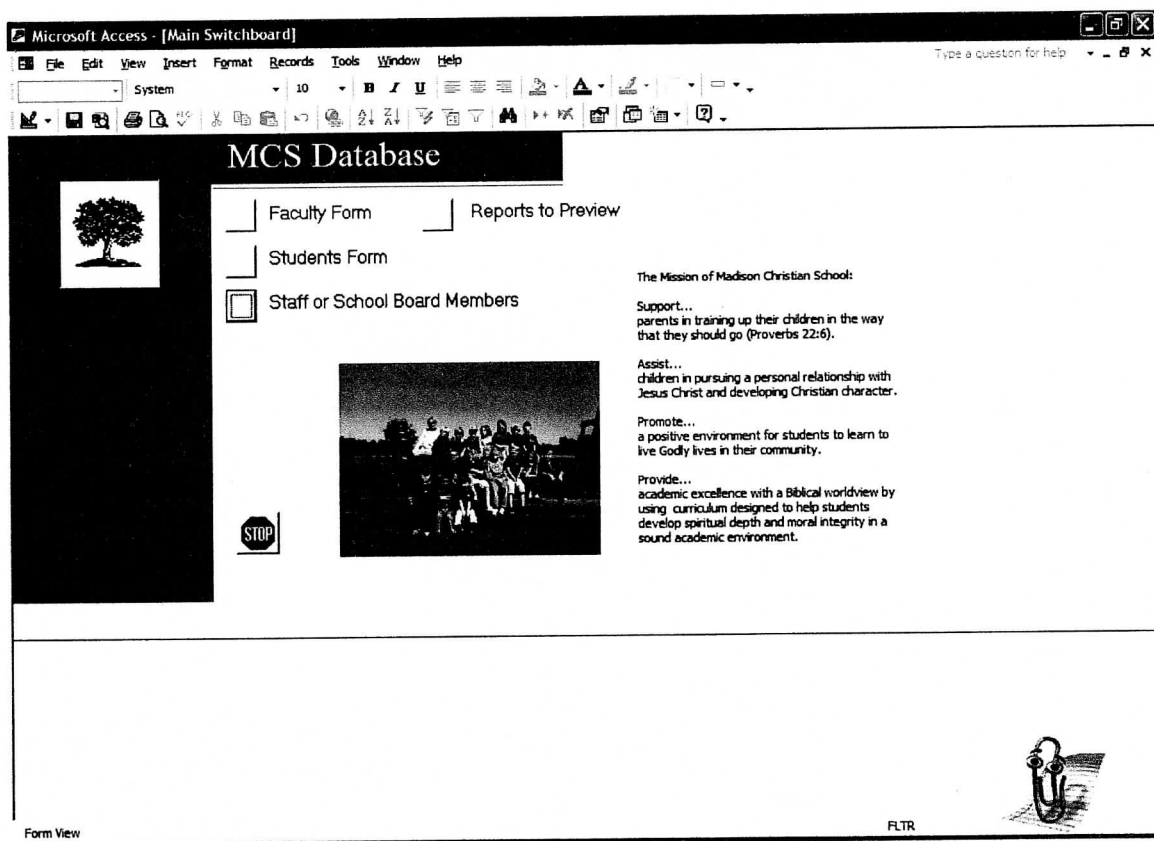 Microsoft Access - [Main Switchboard]
File Edit View Insert Format Records Tools Window Help
Type a question for help
System 10 B I U
MCS Database
Faculty Form
Reports to Preview
Students Form
Staff or School Board Members
The Mission of Madison Christian School:
Support...
parents in training up their children in the way
that they should go (Proverbs 22:6).
Assist...
children in pursuing a personal relationship with
Jesus Christ and developing Christian character.
Promote...
a positive environment for students to learn to
live Godly lives in their community.
Provide...
academic excellence with a Biblical worldview by
using curriculum designed to help students
develop spiritual depth and moral integrity in a
sound academic environment.
STOP
Form View
FLTR